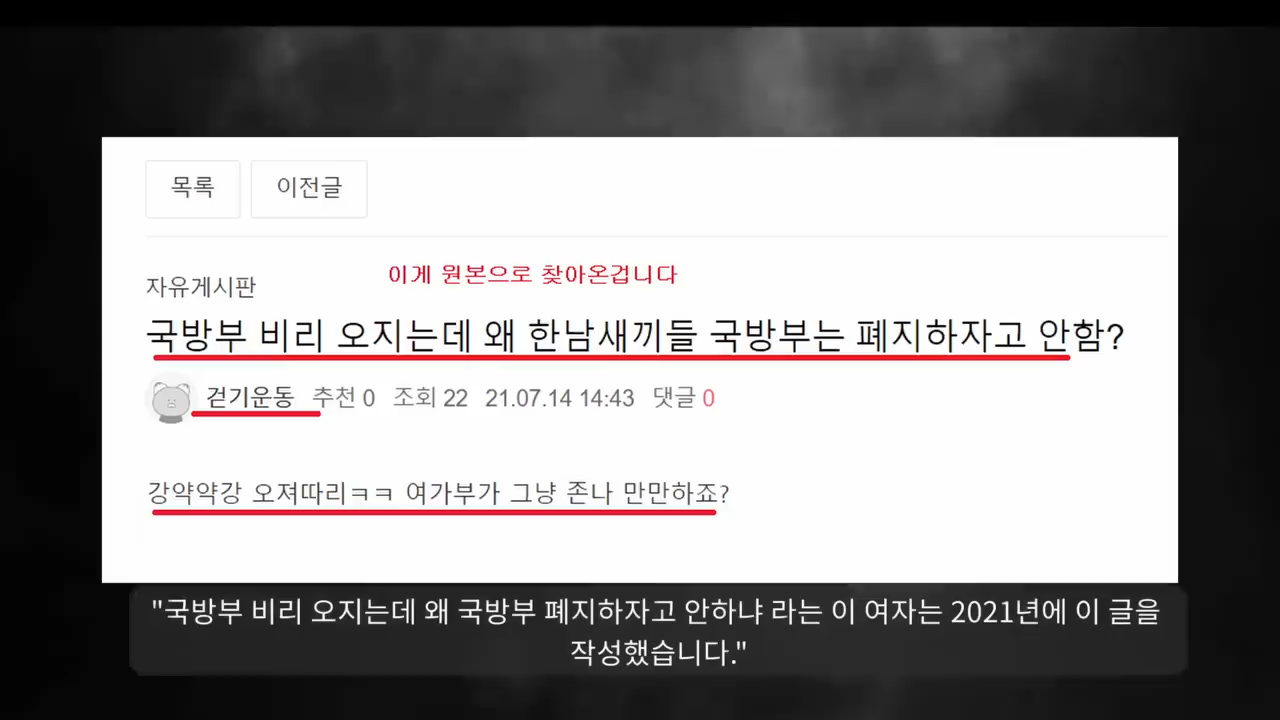 목록 이전글
자유게시판 이게 원본으로 찾아온겁니다
국방부 비리 오지는데 왜 한남새끼들 국방부는 폐지하자고 안함?
걷기운동 추천 0 조회 22 21.07.14 14:43 댓글 0
강약약강 오져따리ㅋㅋ 여가부가 그냥 존나 만만하죠?
"국방부 비리 오지는데 왜 국방부 폐지하자고 안하냐 라는 이 여자는 2021년에 이 글을
작성했습니다."